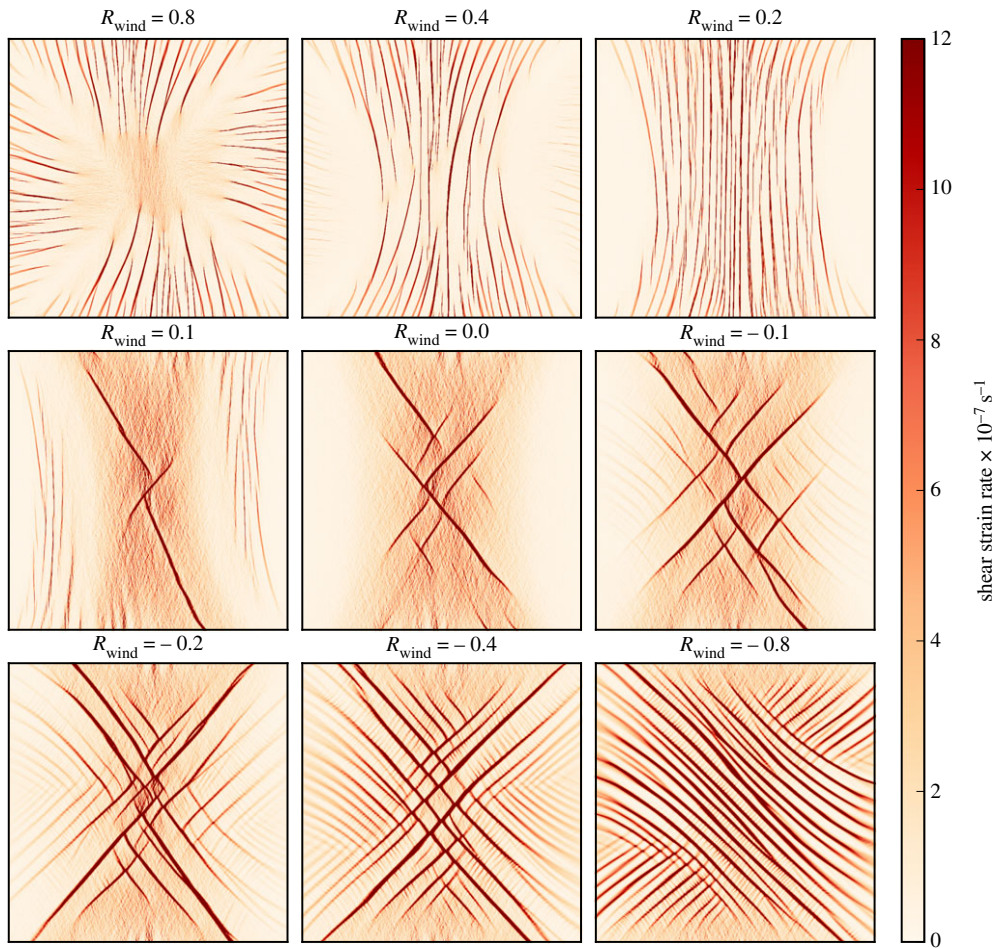 R_wind = 0.8
R_wind = 0.4
R_wind = 0.2
R_wind = 0.1
R_wind = 0.0
R_wind = − 0.1
R_wind = − 0.2
R_wind = − 0.4
R_wind = − 0.8
12
10
8
6
4
2
0
shear strain rate × 10⁻⁷ s⁻¹